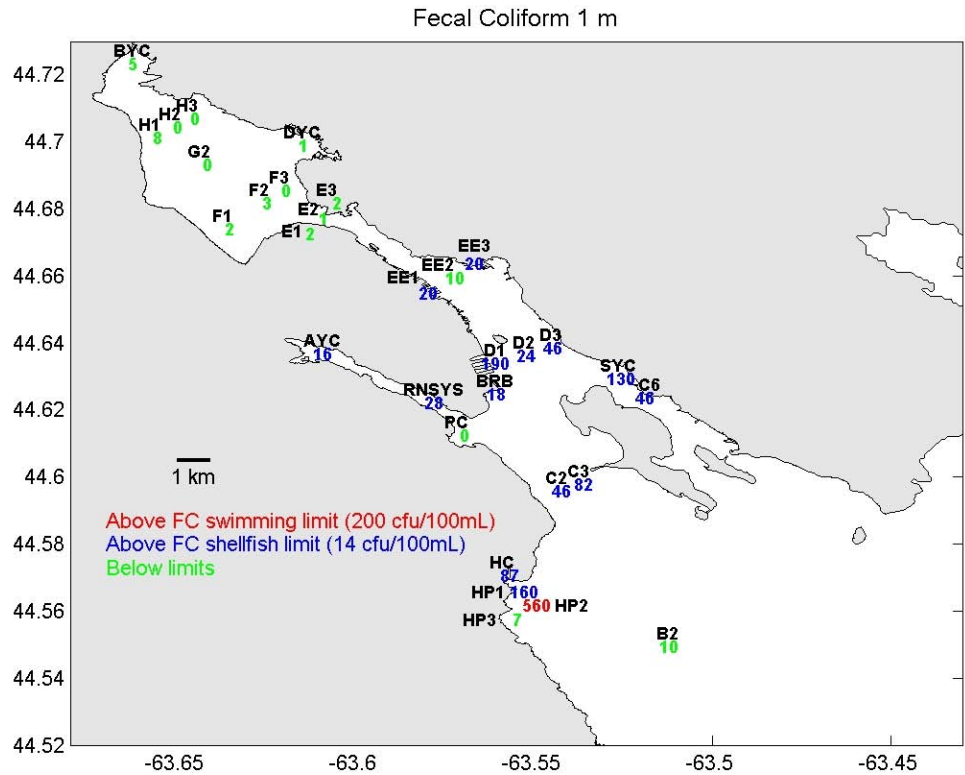 Fecal Coliform 1 m
44.72
BYC
5
H3
0
H2
0
H1
8
44.7
DYC
1
G2
0
F3
0
F2
3
E3
2
44.68
E2
1
F1
2
E1 2
EE3
20
EE2
10
44.66
EE1
20
44.64
AYC
16
D1
190
D2
24
D3
46
SYC
130
C6
46
BRB
18
RNSYS
28
44.62
PC
0
44.6
1 km
C2
46
C3
82
Above FC swimming limit (200 cfu/100mL)
Above FC shellfish limit (14 cfu/100mL)
Below limits
44.58
HC
87
HP1 160
44.56
560 HP2
HP3 7
B2
10
44.54
44.52
-63.65 -63.6 -63.55 -63.5 -63.45